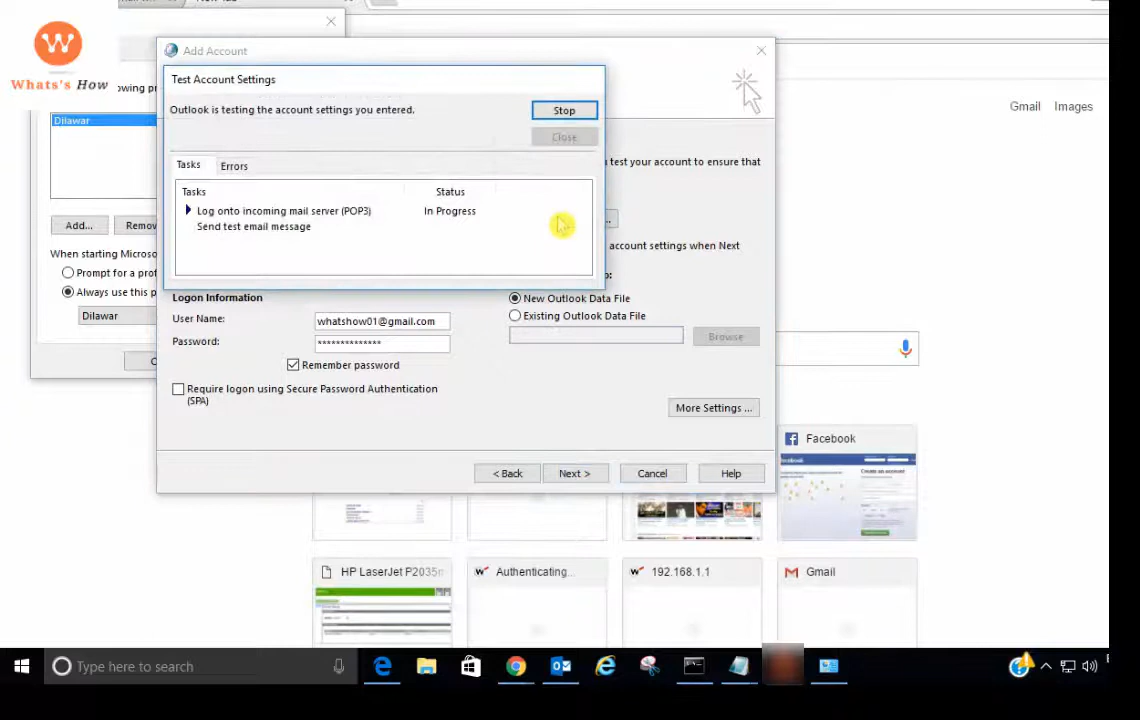 New Tab
W
Whats's How
owing pr
Dilawar
Add...
Remov
When starting Microso
Prompt for a prof
Always use this p
Dilawar
Add Account
Test Account Settings
Outlook is testing the account settings you entered.
Stop
Close
Tasks
Errors
Tasks Status
Log onto incoming mail server (POP3) In Progress
Send test email message
test your account to ensure that
...
account settings when Next
Logon Information
User Name:
whatshow01@gmail.com
Password:
**************
Remember password
Require logon using Secure Password Authentication
(SPA)
New Outlook Data File
Existing Outlook Data File
Browse
More Settings ...
< Back
Next >
Cancel
Help
Gmail Images
Facebook
HP LaserJet P2035n
Authenticating...
192.168.1.1
Gmail
Type here to search